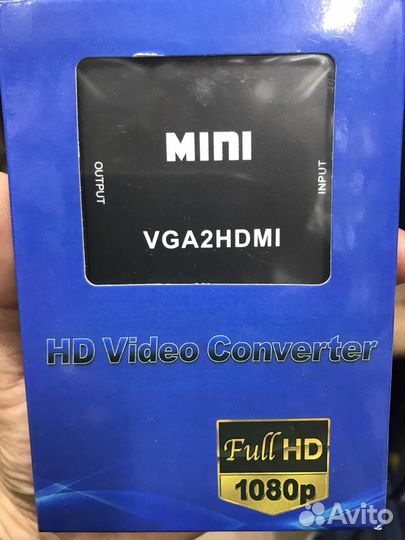 MINI
OUTPUT
INPUT
VGA2HDMI
HD Video Converter
Full HD
1080p
Avito